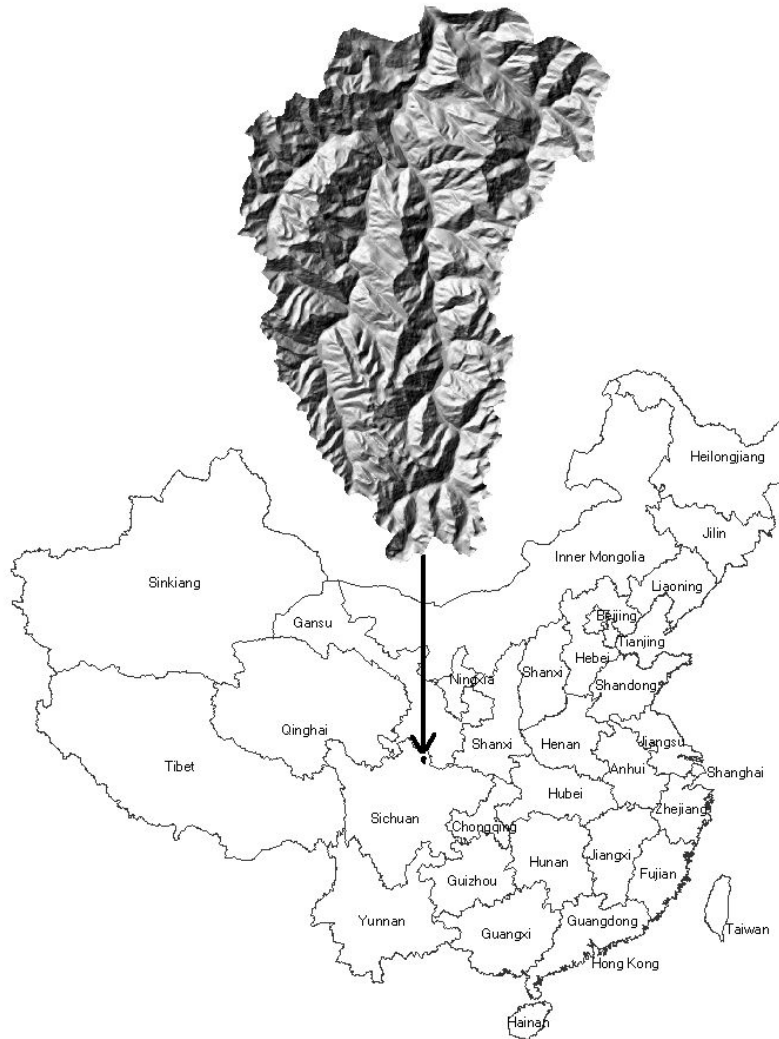 Heilongjiang
Jilin
Inner Mongolia
Liaoning
Sinkiang
Beijing
Gansu
Tianjing
Hebei
Ningxia
Shanxi
Shandong
Qinghai
Shanxi
Henan
Jiangsu
Tibet
Anhui
Shanghai
Hubei
Zhejiang
Sichuan
Chongqing
Hunan
Jiangxi
Fujian
Guizhou
Yunnan
Guangxi
Guangdong
Taiwan
Hong Kong
Hainan